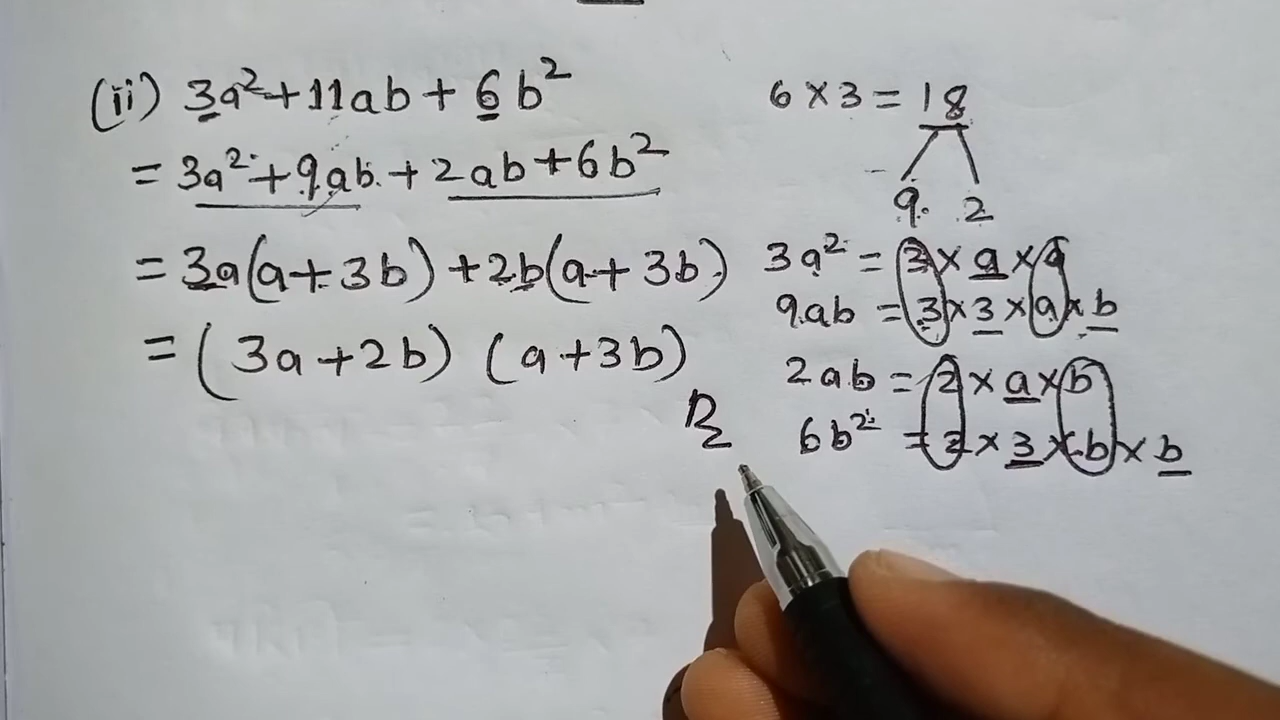 (ii) 3a²+11ab+6b²
= 3a²+9ab+2ab+6b²
= 3a(a+3b)+2b(a+3b)
= (3a+2b) (a+3b)
6×3=18
9 2
3a² = 3×a×a
9ab = 3×3×a×b
2ab = 2×a×b
6b² = 2×3×b×b